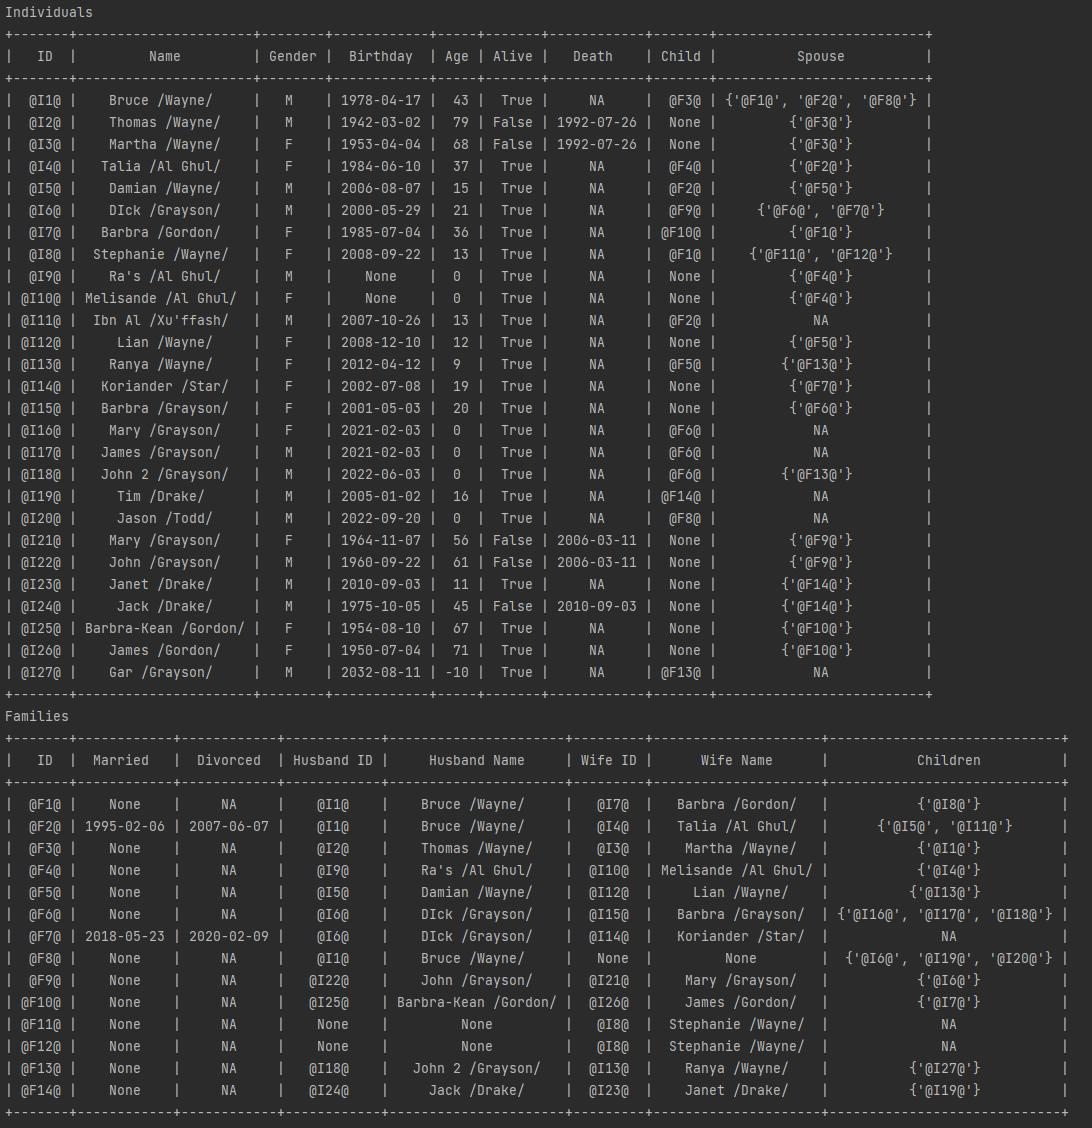 Individuals
+-------+----------------------+--------+------------+-----+-------+------------+-------+--------------------------+
|   ID  |         Name         | Gender |  Birthday  | Age | Alive |   Death    | Child |          Spouse          |
+-------+----------------------+--------+------------+-----+-------+------------+-------+--------------------------+
|  @I1@ |    Bruce /Wayne/     |   M    | 1978-04-17 |  43 |  True |     NA     |  @F3@ | {'@F1@', '@F2@', '@F8@'} |
|  @I2@ |    Thomas /Wayne/    |   M    | 1942-03-02 |  79 | False | 1992-07-26 |  None |         {'@F3@'}         |
|  @I3@ |    Martha /Wayne/    |   F    | 1953-04-04 |  68 | False | 1992-07-26 |  None |         {'@F3@'}         |
|  @I4@ |   Talia /Al Ghul/    |   F    | 1984-06-10 |  37 |  True |     NA     |  @F4@ |         {'@F2@'}         |
|  @I5@ |    Damian /Wayne/    |   M    | 2006-08-07 |  15 |  True |     NA     |  @F2@ |         {'@F5@'}         |
|  @I6@ |    DIck /Grayson/    |   M    | 2000-05-29 |  21 |  True |     NA     |  @F9@ |     {'@F6@', '@F7@'}     |
|  @I7@ |   Barbra /Gordon/    |   F    | 1985-07-04 |  36 |  True |     NA     | @F10@ |         {'@F1@'}         |
|  @I8@ |  Stephanie /Wayne/   |   F    | 2008-09-22 |  13 |  True |     NA     |  @F1@ |    {'@F11@', '@F12@'}    |
|  @I9@ |   Ra's /Al Ghul/     |   M    |    None    |  0  |  True |     NA     |  None |         {'@F4@'}         |
| @I10@ | Melisande /Al Ghul/  |   F    |    None    |  0  |  True |     NA     |  None |         {'@F4@'}         |
| @I11@ |  Ibn Al /Xu'ffash/   |   M    | 2007-10-26 |  13 |  True |     NA     |  @F2@ |            NA            |
| @I12@ |     Lian /Wayne/     |   F    | 2008-12-10 |  12 |  True |     NA     |  None |         {'@F5@'}         |
| @I13@ |    Ranya /Wayne/     |   F    | 2012-04-12 |  9  |  True |     NA     |  @F5@ |        {'@F13@'}         |
| @I14@ |   Koriander /Star/   |   F    | 2002-07-08 |  19 |  True |     NA     |  None |         {'@F7@'}         |
| @I15@ |   Barbra /Grayson/   |   F    | 2001-05-03 |  20 |  True |     NA     |  None |         {'@F6@'}         |
| @I16@ |    Mary /Grayson/    |   F    | 2021-02-03 |  0  |  True |     NA     |  @F6@ |            NA            |
| @I17@ |   James /Grayson/    |   M    | 2021-02-03 |  0  |  True |     NA     |  @F6@ |            NA            |
| @I18@ |   John 2 /Grayson/   |   M    | 2022-06-03 |  0  |  True |     NA     |  @F6@ |        {'@F13@'}         |
| @I19@ |     Tim /Drake/      |   M    | 2005-01-02 |  16 |  True |     NA     | @F14@ |            NA            |
| @I20@ |     Jason /Todd/     |   M    | 2022-09-20 |  0  |  True |     NA     |  @F8@ |            NA            |
| @I21@ |    Mary /Grayson/    |   F    | 1964-11-07 |  56 | False | 2006-03-11 |  None |         {'@F9@'}         |
| @I22@ |    John /Grayson/    |   M    | 1960-09-22 |  61 | False | 2006-03-11 |  None |         {'@F9@'}         |
| @I23@ |    Janet /Drake/     |   M    | 2010-09-03 |  11 |  True |     NA     |  None |        {'@F14@'}         |
| @I24@ |     Jack /Drake/     |   M    | 1975-10-05 |  45 | False | 2010-09-03 |  None |        {'@F14@'}         |
| @I25@ | Barbra-Kean /Gordon/ |   F    | 1954-08-10 |  67 |  True |     NA     |  None |        {'@F10@'}         |
| @I26@ |    James /Gordon/    |   F    | 1950-07-04 |  71 |  True |     NA     |  None |        {'@F10@'}         |
| @I27@ |    Gar /Grayson/     |   M    | 2032-08-11 | -10 |  True |     NA     | @F13@ |            NA            |
+-------+----------------------+--------+------------+-----+-------+------------+-------+--------------------------+
Families
+-------+------------+------------+------------+----------------------+---------+---------------------+-----------------------------+
|   ID  |  Married   |  Divorced  | Husband ID |     Husband Name     | Wife ID |      Wife Name      |           Children          |
+-------+------------+------------+------------+----------------------+---------+---------------------+-----------------------------+
|  @F1@ |    None    |     NA     |    @I1@    |    Bruce /Wayne/     |   @I7@  |   Barbra /Gordon/   |           {'@I8@'}          |
|  @F2@ | 1995-02-06 | 2007-06-07 |    @I1@    |    Bruce /Wayne/     |   @I4@  |   Talia /Al Ghul/   |      {'@I5@', '@I11@'}      |
|  @F3@ |    None    |     NA     |    @I2@    |    Thomas /Wayne/    |   @I3@  |    Martha /Wayne/   |           {'@I1@'}          |
|  @F4@ |    None    |     NA     |    @I9@    |    Ra's /Al Ghul/    |  @I10@  | Melisande /Al Ghul/ |           {'@I4@'}          |
|  @F5@ |    None    |     NA     |    @I5@    |    Damian /Wayne/    |  @I12@  |     Lian /Wayne/    |          {'@I13@'}          |
|  @F6@ |    None    |     NA     |    @I6@    |    DIck /Grayson/    |  @I15@  |   Barbra /Grayson/  | {'@I16@', '@I17@', '@I18@'} |
|  @F7@ | 2018-05-23 | 2020-02-09 |    @I6@    |    DIck /Grayson/    |  @I14@  |   Koriander /Star/  |              NA             |
|  @F8@ |    None    |     NA     |    @I1@    |    Bruce /Wayne/     |   None  |         None        |  {'@I6@', '@I19@', '@I20@'} |
|  @F9@ |    None    |     NA     |   @I22@    |    John /Grayson/    |  @I21@  |    Mary /Grayson/   |           {'@I6@'}          |
| @F10@ |    None    |     NA     |   @I25@    | Barbra-Kean /Gordon/ |  @I26@  |    James /Gordon/   |           {'@I7@'}          |
| @F11@ |    None    |     NA     |    None    |         None         |   @I8@  |  Stephanie /Wayne/  |              NA             |
| @F12@ |    None    |     NA     |    None    |         None         |   @I8@  |  Stephanie /Wayne/  |              NA             |
| @F13@ |    None    |     NA     |   @I18@    |   John 2 /Grayson/   |  @I13@  |    Ranya /Wayne/    |          {'@I27@'}          |
| @F14@ |    None    |     NA     |   @I24@    |     Jack /Drake/     |  @I23@  |    Janet /Drake/    |          {'@I19@'}          |
+-------+------------+------------+------------+----------------------+---------+---------------------+-----------------------------+